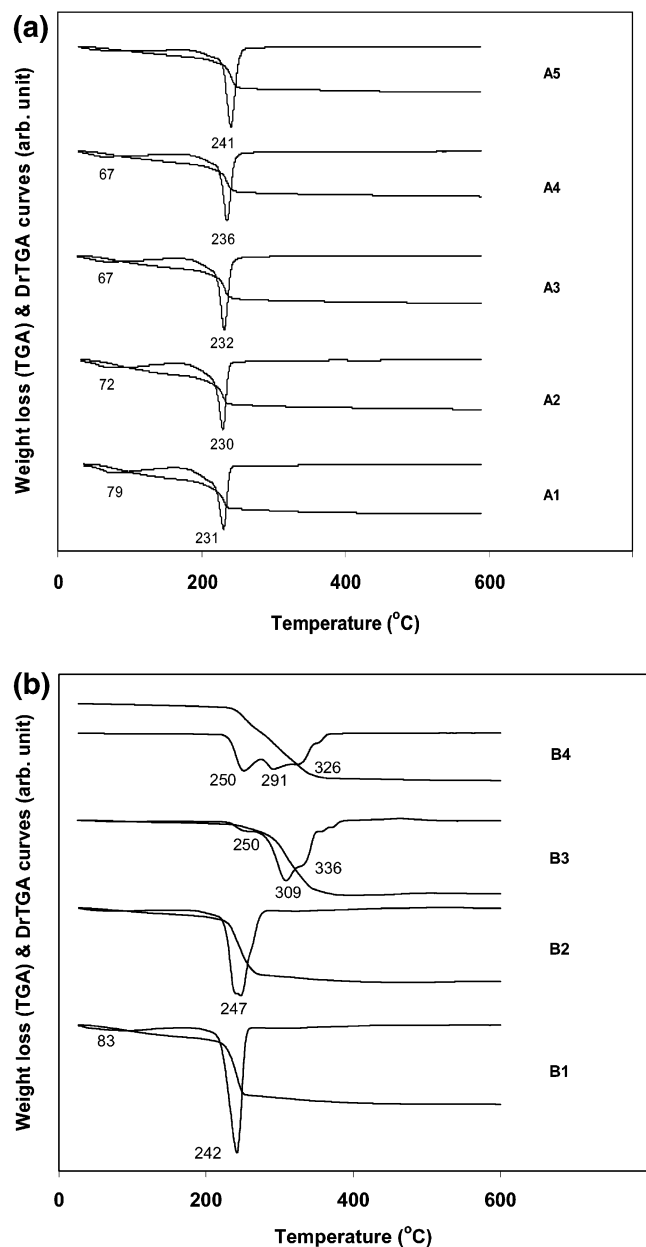 (a)
Weight loss (TGA) & DrTGA curves (arb. unit)
A5
241
67
A4
236
67
A3
232
72
A2
230
79
A1
231
0
200
400
600
Temperature (°C)
(b)
Weight loss (TGA) & DrTGA curves (arb. unit)
250
291
326
B4
250
309
336
B3
247
B2
83
B1
242
0
200
400
600
Temperature (°C)